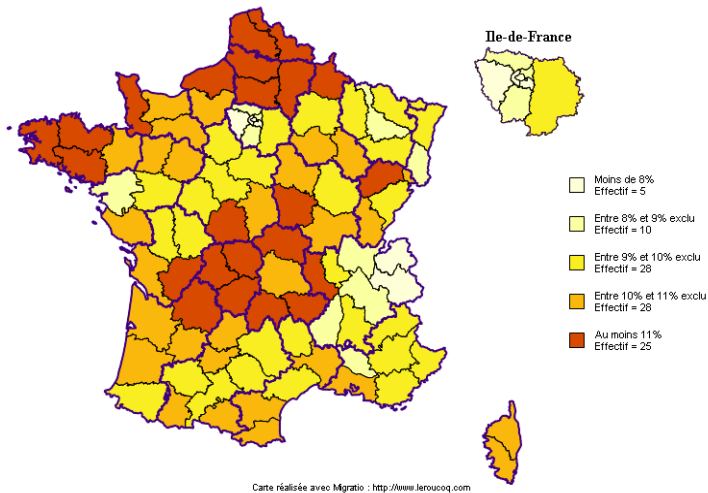 Ile-de-France
Moins de 8%
Effectif = 5
Entre 8% et 9% exclu
Effectif = 10
Entre 9% et 10% exclu
Effectif = 28
Entre 10% et 11% exclu
Effectif = 28
Au moins 11%
Effectif = 25
Carte réalisée avec Migratio : http://www.leroucoq.com